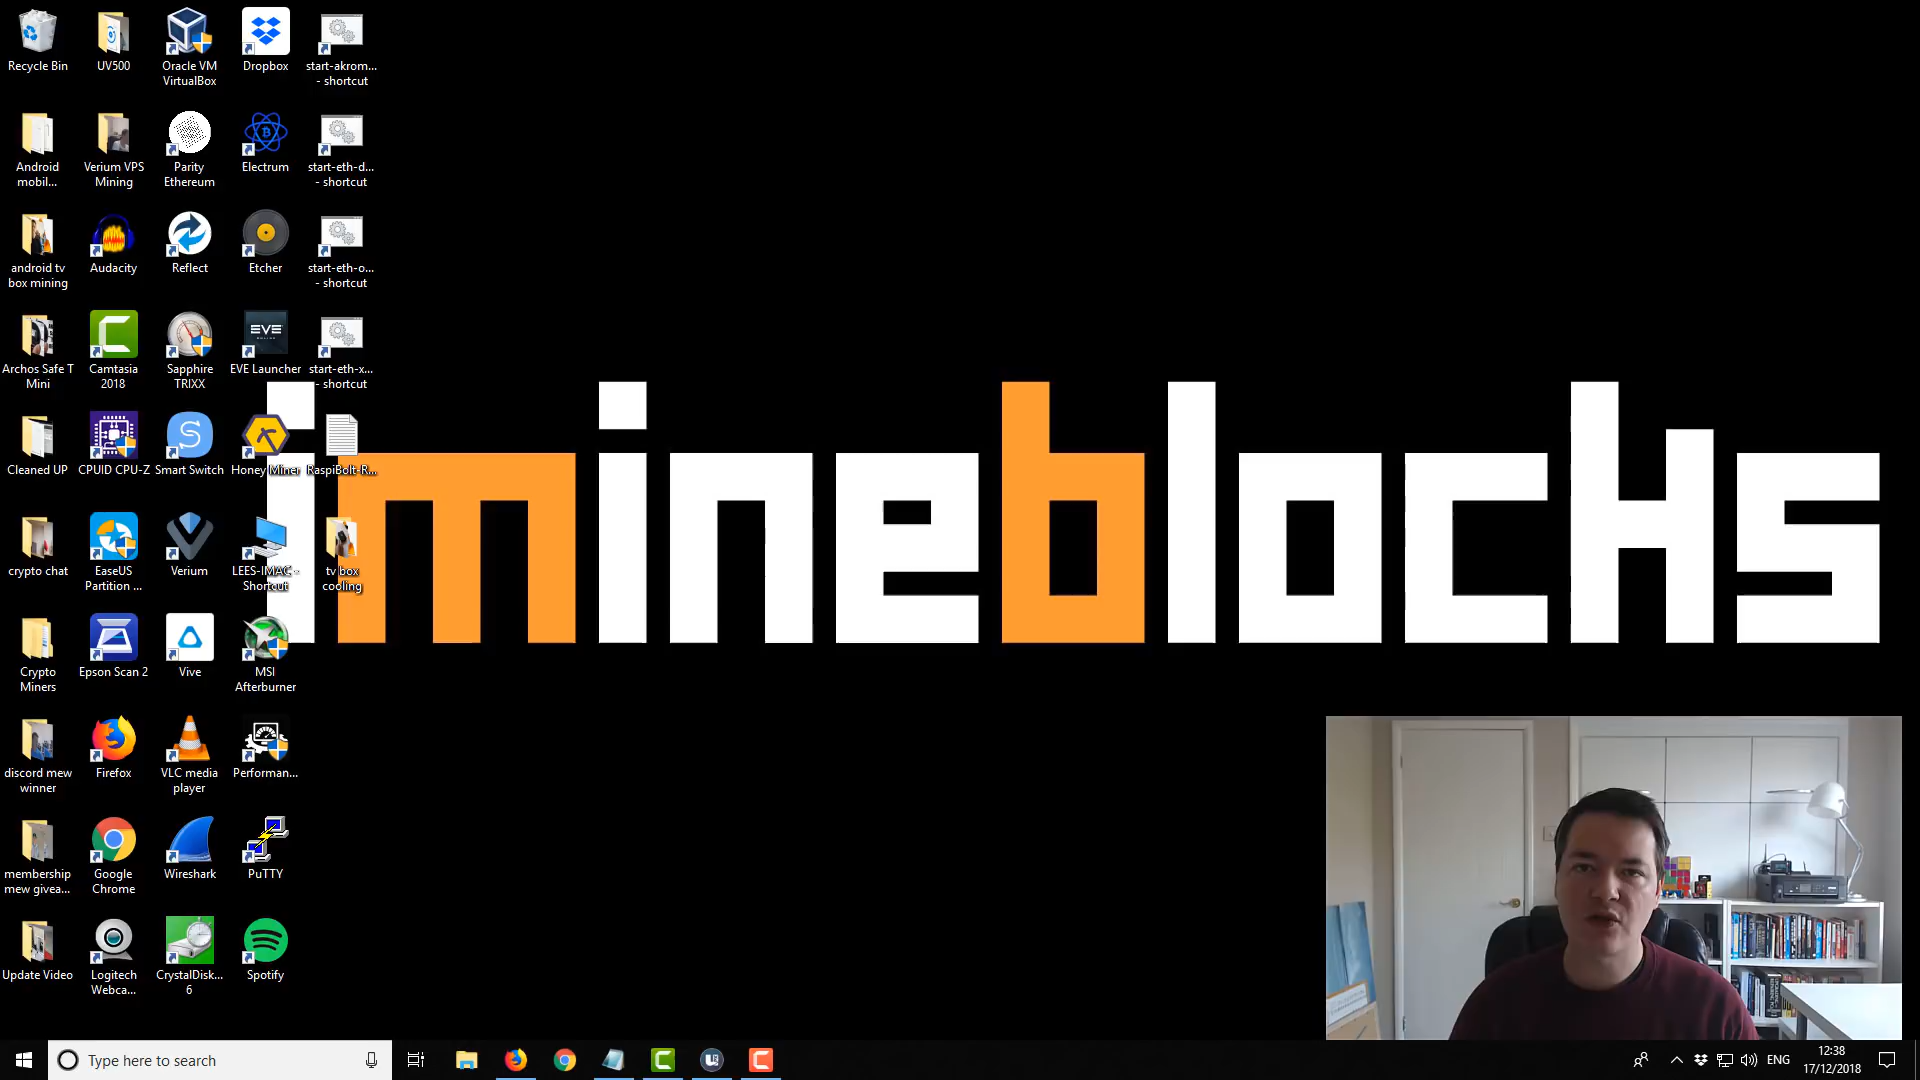 Recycle Bin
UV500
Oracle VM
VirtualBox
Dropbox
start-akrom...
- shortcut
Android
mobil...
Verium VPS
Mining
Parity
Ethereum
Electrum
start-eth-d...
- shortcut
android tv
box mining
Audacity
Reflect
Etcher
start-eth-o...
- shortcut
Archos Safe T
Mini
Camtasia
2018
Sapphire
TRIXX
EVE
EVE Launcher
start-eth-x...
- shortcut
Cleaned UP
CPUID CPU-Z
Smart Switch
Honey Miner
RaspiBolt-R...
imineblocks
crypto chat
EaseUS
Partition ...
Verium
LEES-IMAC -
Shortcut
tv box
cooling
Crypto
Miners
Epson Scan 2
Vive
MSI
Afterburner
discord mew
winner
Firefox
VLC media
player
Performan...
membership
mew givea...
Google
Chrome
Wireshark
PuTTY
Update Video
Logitech
Webca...
CrystalDisk...
6
Spotify
Type here to search
ENG
12:38
17/12/2018